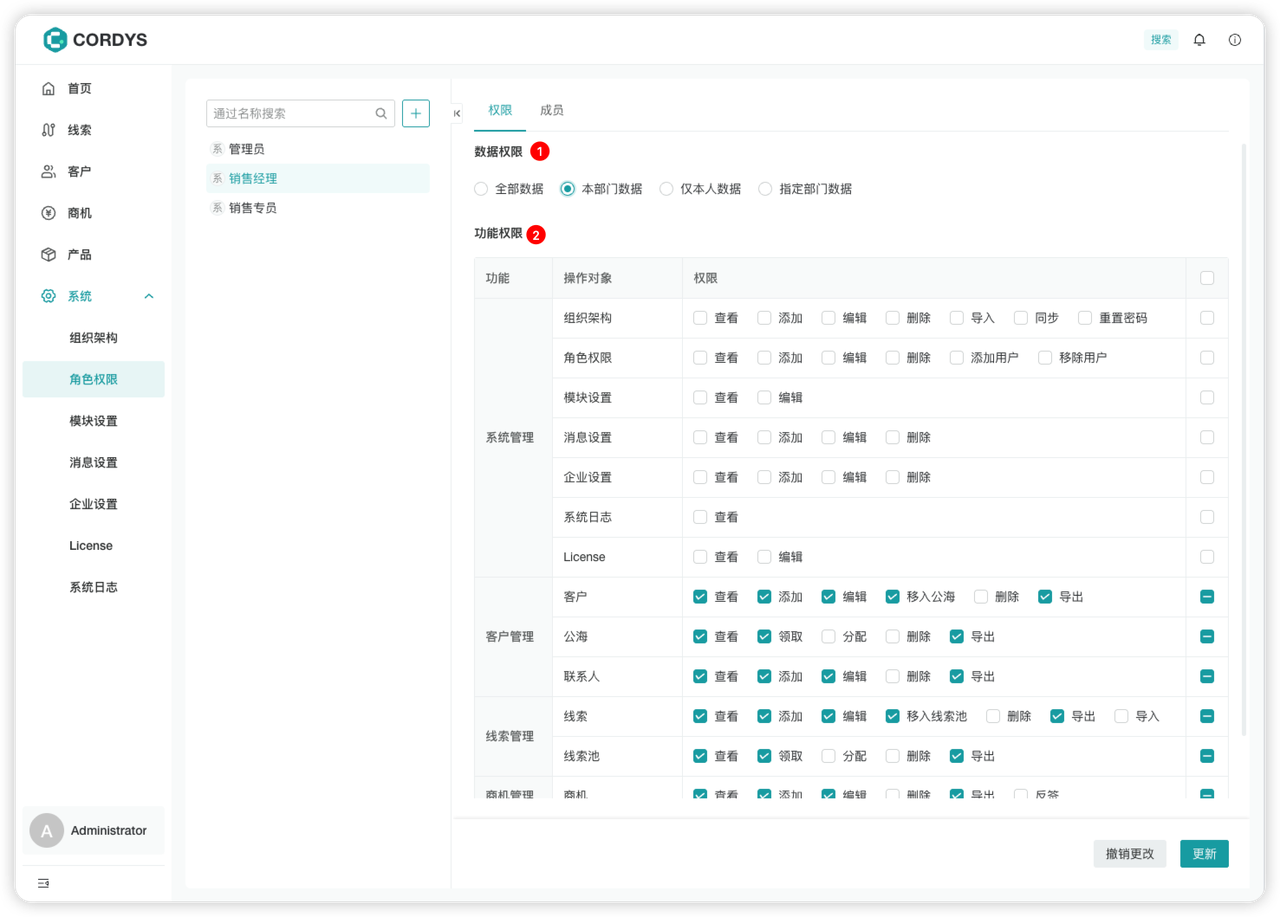 CORDYS
搜索
首页
线索
客户
商机
产品
系统
组织架构
角色权限
模块设置
消息设置
企业设置
License
系统日志
A Administrator
通过名称搜索
系 管理员
系 销售经理
系 销售专员
权限 成员
数据权限 1
全部数据 本部门数据 仅本人数据 指定部门数据
功能权限 2
功能 操作对象 权限
系统管理
组织架构 查看 添加 编辑 删除 导入 同步 重置密码
角色权限 查看 添加 编辑 删除 添加用户 移除用户
模块设置 查看 编辑
消息设置 查看 添加 编辑 删除
企业设置 查看 添加 编辑 删除
系统日志 查看
License 查看 编辑
客户管理
客户 查看 添加 编辑 移入公海 删除 导出
公海 查看 领取 分配 删除 导出
联系人 查看 添加 编辑 删除 导出
线索管理
线索 查看 添加 编辑 移入线索池 删除 导出 导入
线索池 查看 领取 分配 删除 导出
商机管理 商机 查看 添加 编辑 删除 导出 反签
撤销更改 更新